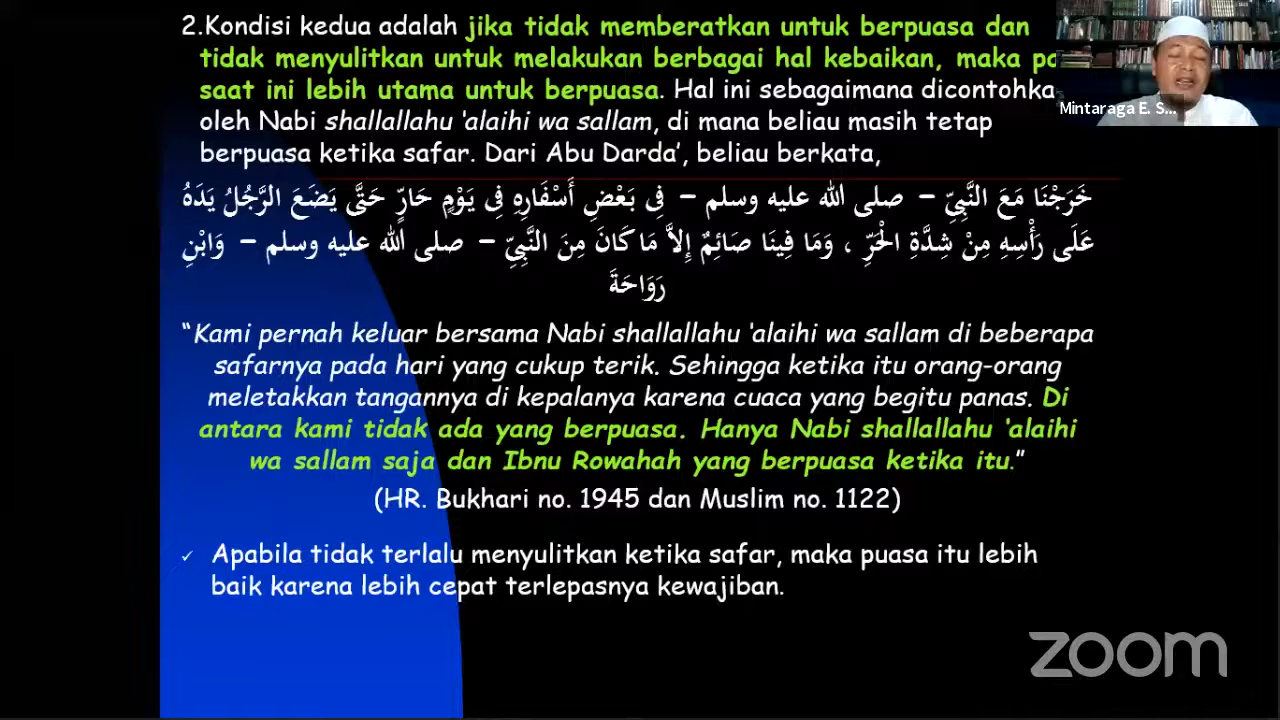 2.Kondisi kedua adalah jika tidak memberatkan untuk berpuasa dan
tidak menyulitkan untuk melakukan berbagai hal kebaikan, maka pa
saat ini lebih utama untuk berpuasa. Hal ini sebagaimana dicontohka
oleh Nabi shallallahu ‘alaihi wa sallam, di mana beliau masih tetap
berpuasa ketika safar. Dari Abu Darda’, beliau berkata,
خَرَجْنَا مَعَ النَّبِيِّ – صلى الله عليه وسلم – فِى بَعْضِ أَسْفَارِهِ فِى يَوْمٍ حَارٍّ حَتَّى يَضَعَ الرَّجُلُ يَدَهُ
عَلَى رَأْسِهِ مِنْ شِدَّةِ الْحَرِّ ، وَمَا فِينَا صَائِمٌ إِلاَّ مَا كَانَ مِنَ النَّبِيِّ – صلى الله عليه وسلم – وَابْنِ
رَوَاحَةَ
“Kami pernah keluar bersama Nabi shallallahu ‘alaihi wa sallam di beberapa
safarnya pada hari yang cukup terik. Sehingga ketika itu orang-orang
meletakkan tangannya di kepalanya karena cuaca yang begitu panas. Di
antara kami tidak ada yang berpuasa. Hanya Nabi shallallahu ‘alaihi
wa sallam saja dan Ibnu Rowahah yang berpuasa ketika itu.”
(HR. Bukhari no. 1945 dan Muslim no. 1122)
✓ Apabila tidak terlalu menyulitkan ketika safar, maka puasa itu lebih
baik karena lebih cepat terlepasnya kewajiban.
Mintaraga E. S...
zoom